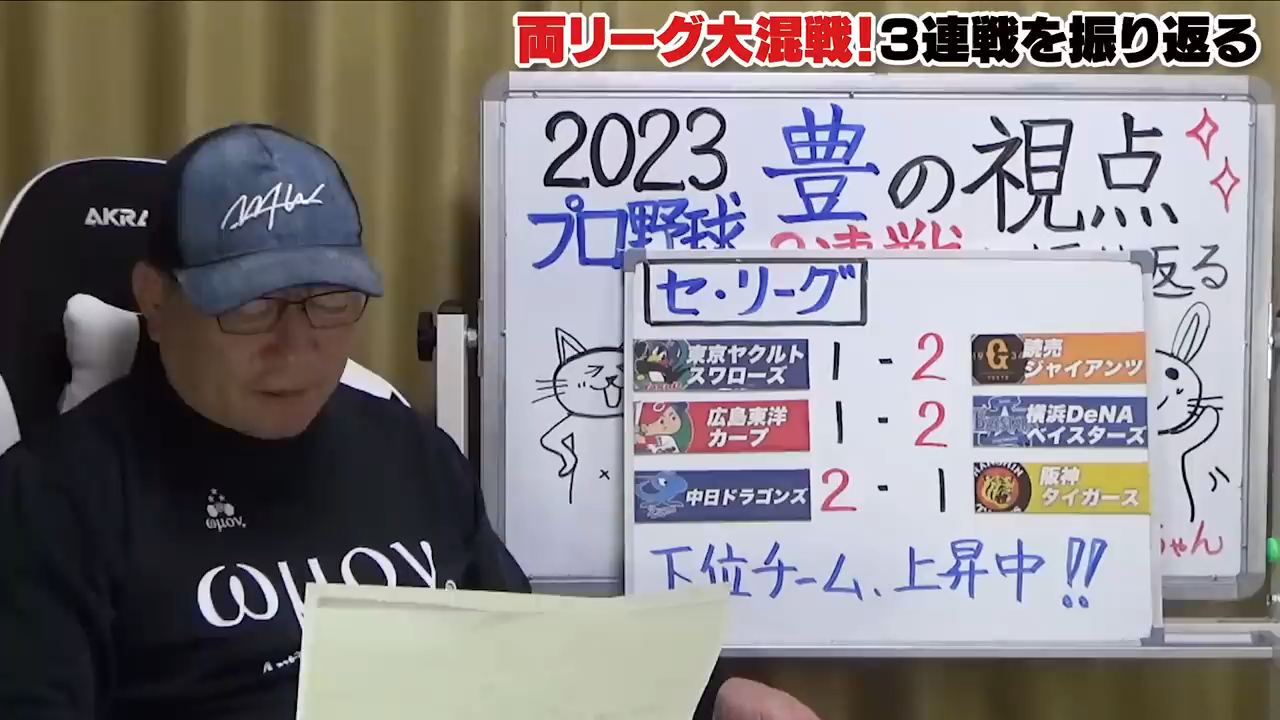 両リーグ大混戦!3連戦を振り返る
2023 豊の視点
プロ野球
返る
セ・リーグ
東京ヤクルト
スワローズ
1 - 2
読売
ジャイアンツ
広島東洋
カープ
1 - 2
横浜DeNA
ベイスターズ
中日ドラゴンズ
2 - 1
阪神
タイガース
下位チーム、上昇中!!
ちゃん
AKRA
ωμον
ωμον.